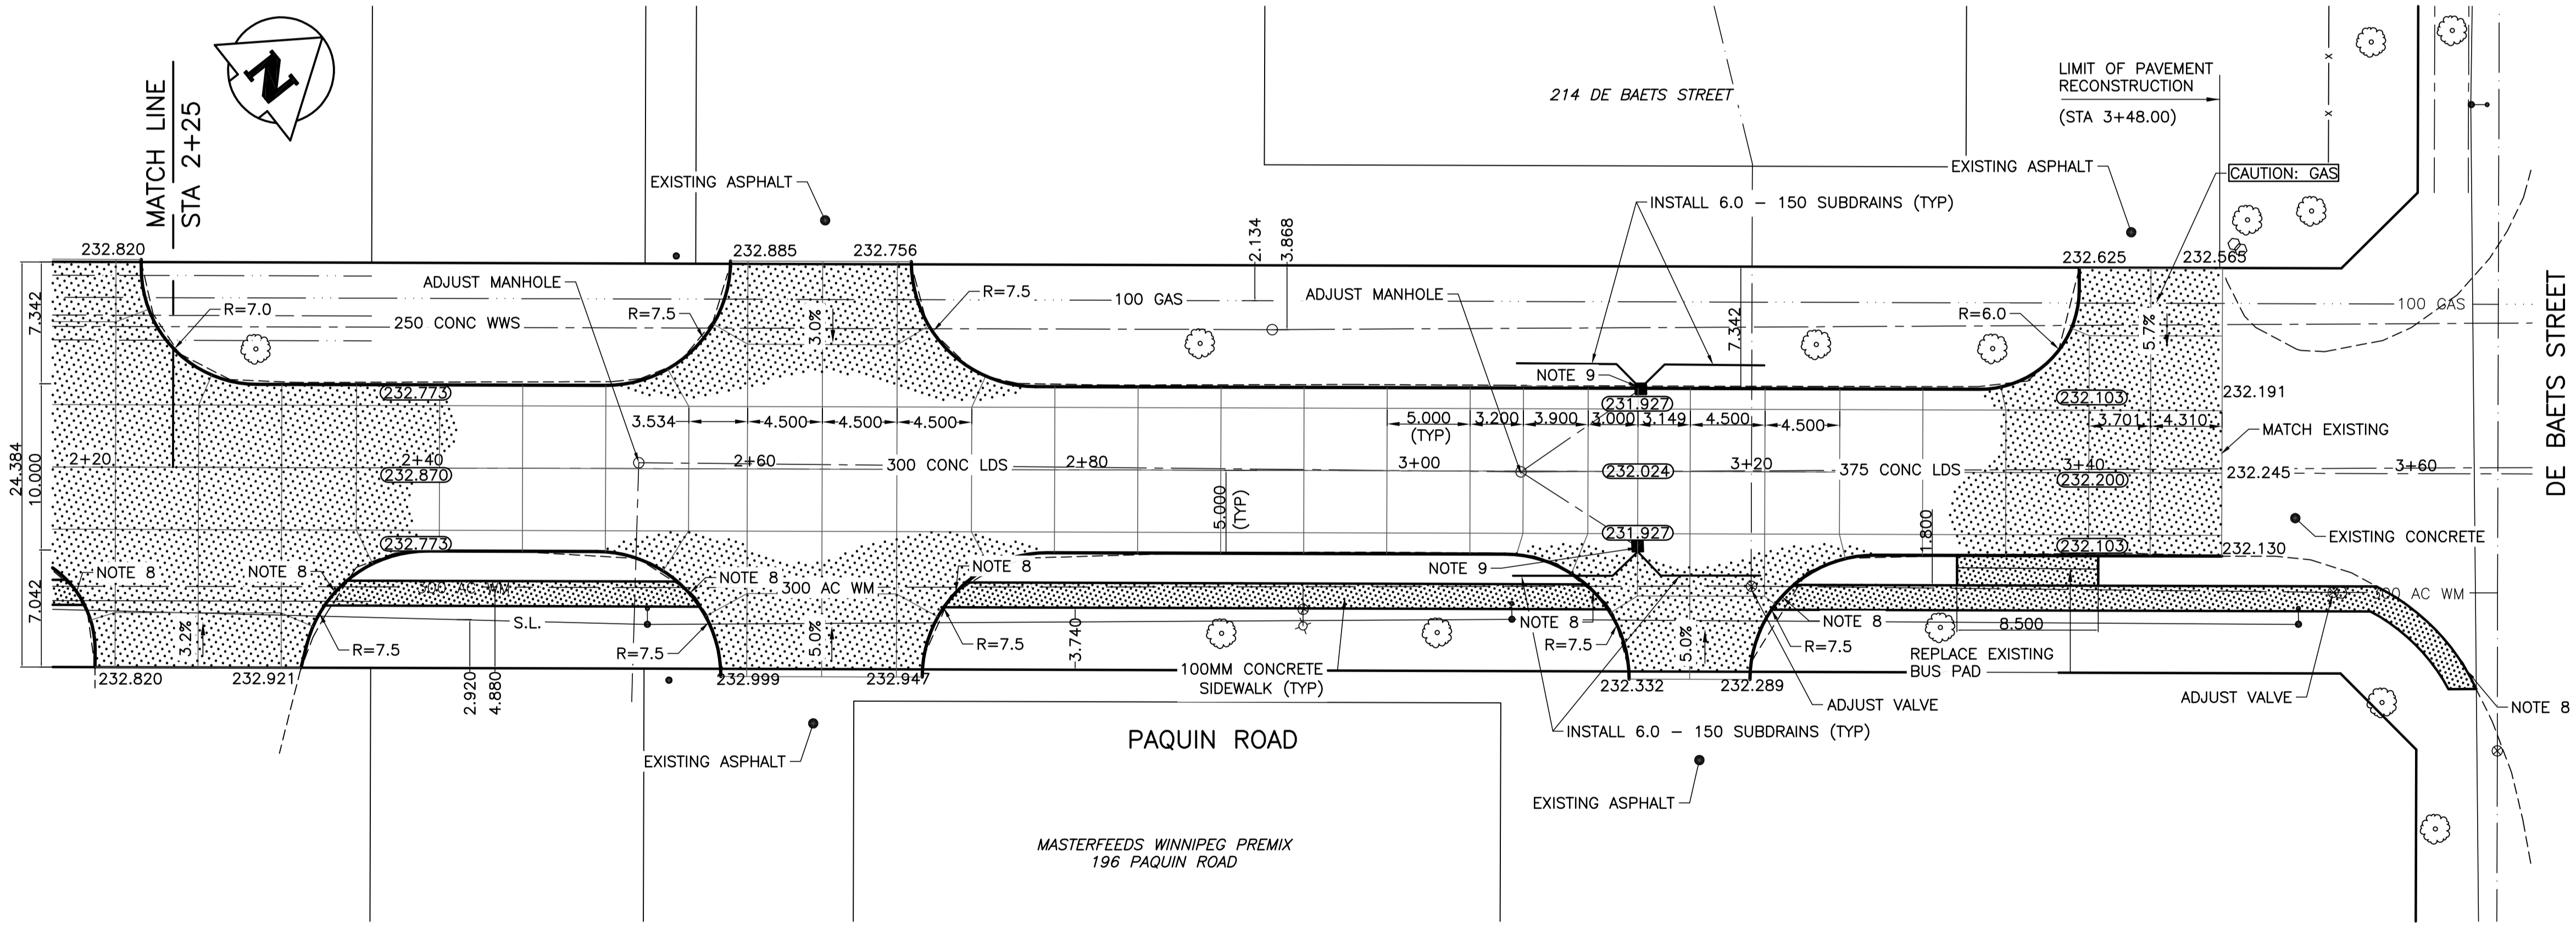 MATCH LINE
STA 2+25
N
214 DE BAETS STREET
LIMIT OF PAVEMENT
RECONSTRUCTION
(STA 3+48.00)
EXISTING ASPHALT
EXISTING ASPHALT
CAUTION: GAS
INSTALL 6.0 - 150 SUBDRAINS (TYP)
232.820
232.885
232.756
2.134
3.868
232.625
232.565
ADJUST MANHOLE
ADJUST MANHOLE
7.342
R=7.0
250 CONC WWS
R=7.5
3.0%
R=7.5
100 GAS
7.342
R=6.0
5.7%
100 GAS
DE BAETS STREET
NOTE 9
232.773
231.927
232.103
232.191
3.534
4.500
4.500
4.500
5.000
(TYP)
3.200
3.900
3.000
3.149
4.500
4.500
3.701
4.310
MATCH EXISTING
24.384
10.000
2+20
2+40
2+60
300 CONC LDS
2+80
3+00
3+20
375 CONC LDS
3+40
3+60
232.870
232.024
232.200
232.245
5.000
(TYP)
1.800
EXISTING CONCRETE
232.773
231.927
232.103
232.130
7.042
NOTE 8
NOTE 8
300 AC WM
NOTE 8
300 AC WM
NOTE 8
NOTE 9
300 AC WM
S.L.
3.2%
R=7.5
R=7.5
5.0%
R=7.5
3.740
NOTE 8
R=7.5
5.0%
R=7.5
NOTE 8
8.500
232.820
232.921
2.920
4.880
232.999
232.947
100MM CONCRETE
SIDEWALK (TYP)
232.332
232.289
REPLACE EXISTING
BUS PAD
ADJUST VALVE
ADJUST VALVE
NOTE 8
INSTALL 6.0 - 150 SUBDRAINS (TYP)
PAQUIN ROAD
EXISTING ASPHALT
EXISTING ASPHALT
MASTERFEEDS WINNIPEG PREMIX
196 PAQUIN ROAD